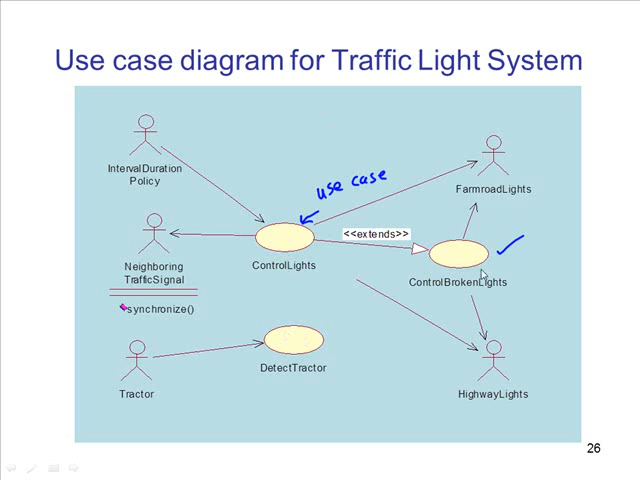 Use case diagram for Traffic Light System
IntervalDuration
Policy
use case
FarmroadLights
<<extends>>
Neighboring
TrafficSignal
ControlLights
ControlBrokenLights
synchronize()
DetectTractor
Tractor
HighwayLights
26